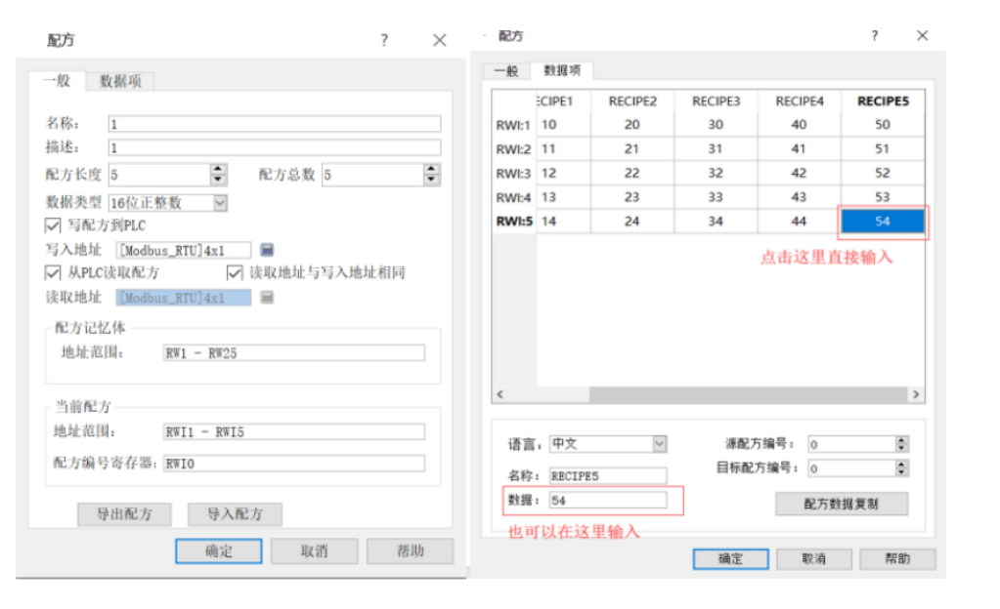 配方 ? ×
一般 数据项
名称： 1
描述： 1
配方长度 5 配方总数 5
数据类型 16位正整数
写配方到PLC
写入地址 [Modbus_RTU]4x1
从PLC读取配方 读取地址与写入地址相同
读取地址 [Modbus_RTU]4x1
配方记忆体
地址范围： RW1 - RW25
当前配方
地址范围： RWI1 - RWI5
配方编号寄存器： RWI0
导出配方 导入配方
确定 取消 帮助
配方 ? ×
一般 数据项
ECIPE1 RECIPE2 RECIPE3 RECIPE4 RECIPE5
RWI:1 10 20 30 40 50
RWI:2 11 21 31 41 51
RWI:3 12 22 32 42 52
RWI:4 13 23 33 43 53
RWI:5 14 24 34 44 54
点击这里直接输入
语言， 中文 源配方编号： 0
目标配方编号： 0
名称： RECIPE5
数据： 54 配方数据复制
也可以在这里输入
确定 取消 帮助